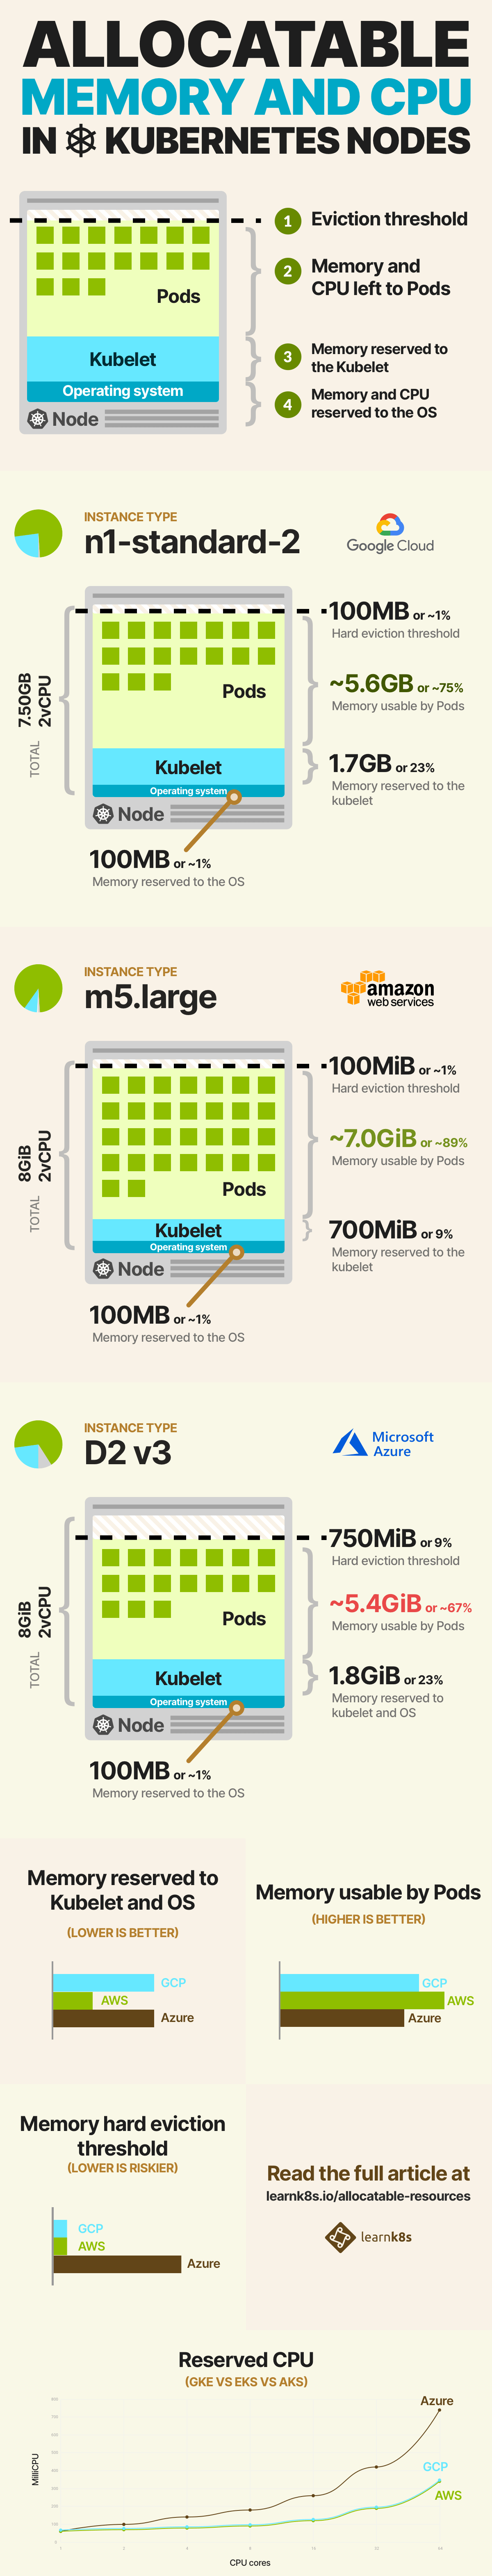 ALLOCATABLE
MEMORY AND CPU
IN KUBERNETES NODES
Pods
Kubelet
Operating system
Node
1 Eviction threshold
2 Memory and
CPU left to Pods
3 Memory reserved to
the Kubelet
4 Memory and CPU
reserved to the OS
INSTANCE TYPE
n1-standard-2
Google Cloud
7.50GB
2vCPU
TOTAL
Pods
Kubelet
Operating system
Node
100MB or ~1%
Hard eviction threshold
~5.6GB or ~75%
Memory usable by Pods
1.7GB or 23%
Memory reserved to the
kubelet
100MB or ~1%
Memory reserved to the OS
INSTANCE TYPE
m5.large
amazon
web services
8GiB
2vCPU
TOTAL
Pods
Kubelet
Operating system
Node
100MiB or ~1%
Hard eviction threshold
~7.0GiB or ~89%
Memory usable by Pods
700MiB or 9%
Memory reserved to the
kubelet
100MB or ~1%
Memory reserved to the OS
INSTANCE TYPE
D2 v3
Microsoft
Azure
8GiB
2vCPU
TOTAL
Pods
Kubelet
Operating system
Node
750MiB or 9%
Hard eviction threshold
~5.4GiB or ~67%
Memory usable by Pods
1.8GiB or 23%
Memory reserved to
kubelet and OS
100MB or ~1%
Memory reserved to the OS
Memory reserved to
Kubelet and OS
(LOWER IS BETTER)
GCP
AWS
Azure
Memory usable by Pods
(HIGHER IS BETTER)
GCP
AWS
Azure
Memory hard eviction
threshold
(LOWER IS RISKIER)
GCP
AWS
Azure
Read the full article at
learnk8s.io/allocatable-resources
learnk8s
Reserved CPU
(GKE VS EKS VS AKS)
Azure
GCP
AWS
MilliCPU
CPU cores